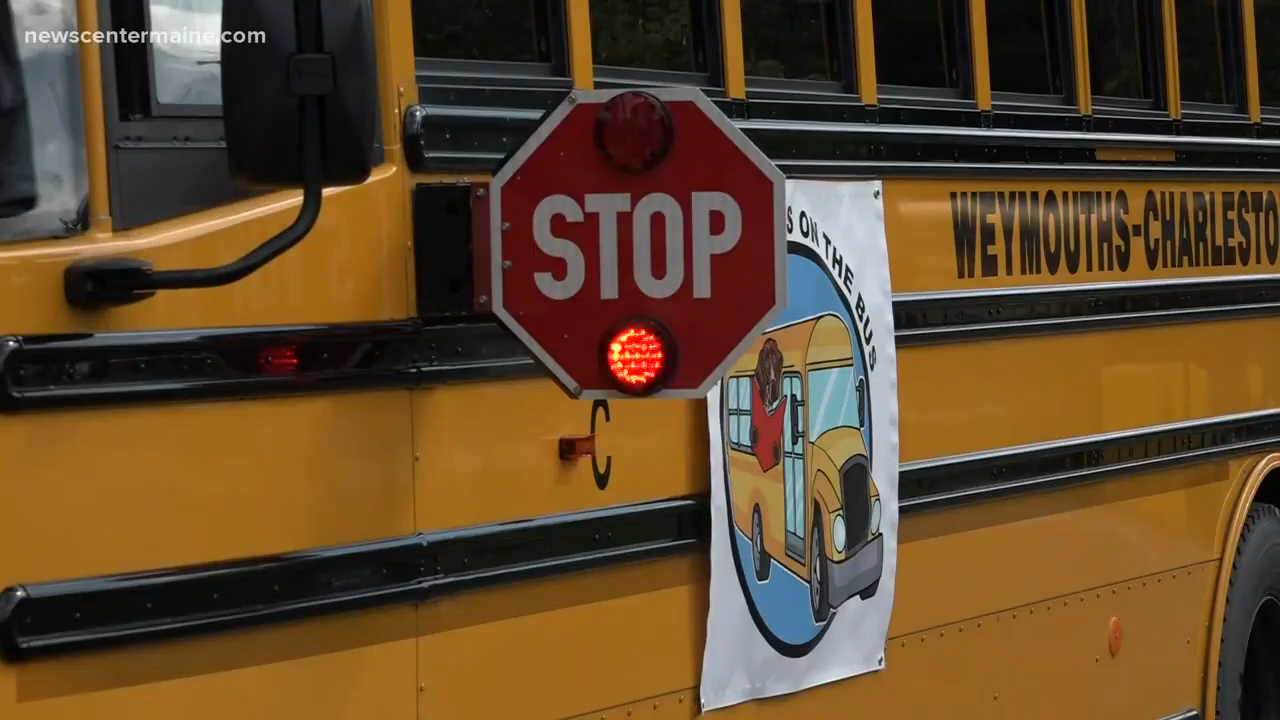 newscentermaine.com
STOP
S ON THE BUS
WEYMOUTHS-CHARLESTO
C